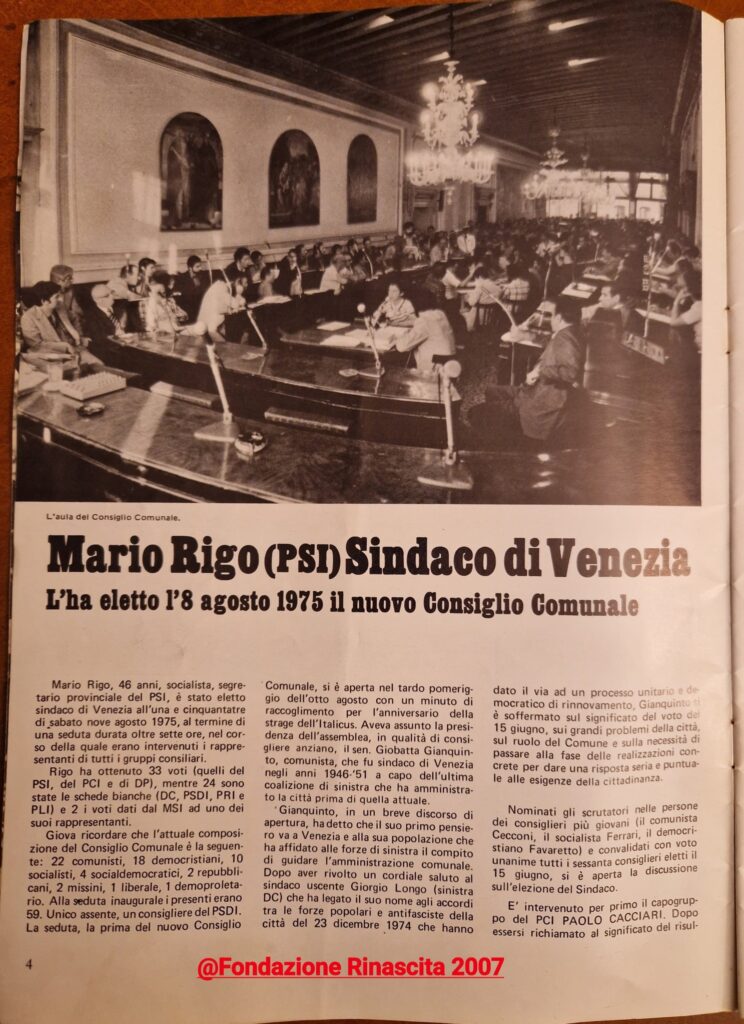 L'aula del Consiglio Comunale.
Mario Rigo (PSI) Sindaco di Venezia
L'ha eletto l'8 agosto 1975 il nuovo Consiglio Comunale
Mario Rigo, 46 anni, socialista, segre-
tario provinciale del PSI, è stato eletto
sindaco di Venezia all'una e cinquantatre
di sabato nove agosto 1975, al termine di
una seduta durata oltre sette ore, nel cor-
so della quale erano intervenuti i rappre-
sentanti di tutti i gruppi consiliari.
Rigo ha ottenuto 33 voti (quelli del
PSI, del PCI e di DP), mentre 24 sono
state le schede bianche (DC, PSDI, PRI e
PLI) e 2 i voti dati dal MSI ad uno dei
suoi rappresentanti.
Giova ricordare che l'attuale composizione
del Consiglio Comunale è la seguen-
te: 22 comunisti, 18 democristiani, 10
socialisti, 4 socialdemocratici, 2 repubbli-
cani, 2 missini, 1 liberale, 1 demoprole-
tario. Alla seduta inaugurale i presenti erano
59. Unico assente, un consigliere del PSDI.
La seduta, la prima del nuovo Consiglio
Comunale, si è aperta nel tardo pomerig-
gio dell'otto agosto con un minuto di
raccoglimento per l'anniversario della
strage dell'Italicus. Aveva assunto la presi-
denza dell'assemblea, in qualità di consi-
gliere anziano, il sen. Giobatta Gianquin-
to, comunista, che fu sindaco di Venezia
negli anni 1946-'51 a capo dell'ultima
coalizione di sinistra che ha amministra-
to la città prima di quella attuale.
Gianquinto, in un breve discorso di
apertura, ha detto che il suo primo pensie-
ro va a Venezia e alla sua popolazione che
ha affidato alle forze di sinistra il compito
di guidare l'amministrazione comunale.
Dopo aver rivolto un cordiale saluto al
sindaco uscente Giorgio Longo (sinistra
DC) che ha legato il suo nome agli accordi
tra le forze popolari e antifasciste della
città del 23 dicembre 1974 che hanno
dato il via ad un processo unitario e de-
mocratico di rinnovamento, Gianquinto si
è soffermato sul significato del voto del
15 giugno, sui grandi problemi della città,
sul ruolo del Comune e sulla necessità di
passare alla fase delle realizzazioni con-
crete per dare una risposta seria e puntua-
le alle esigenze della cittadinanza.
Nominati gli scrutatori nelle persone
dei consiglieri più giovani (il comunista
Cecconi, il socialista Ferrari, il democri-
stiano Favaretto) e convalidati con voto
unanime tutti i sessanta consiglieri eletti il
15 giugno, si è aperta la discussione
sull'elezione del Sindaco.
E' intervenuto per primo il capogrup-
po del PCI PAOLO CACCIARI. Dopo
essersi richiamato al significato del risul-
4
@Fondazione Rinascita 2007